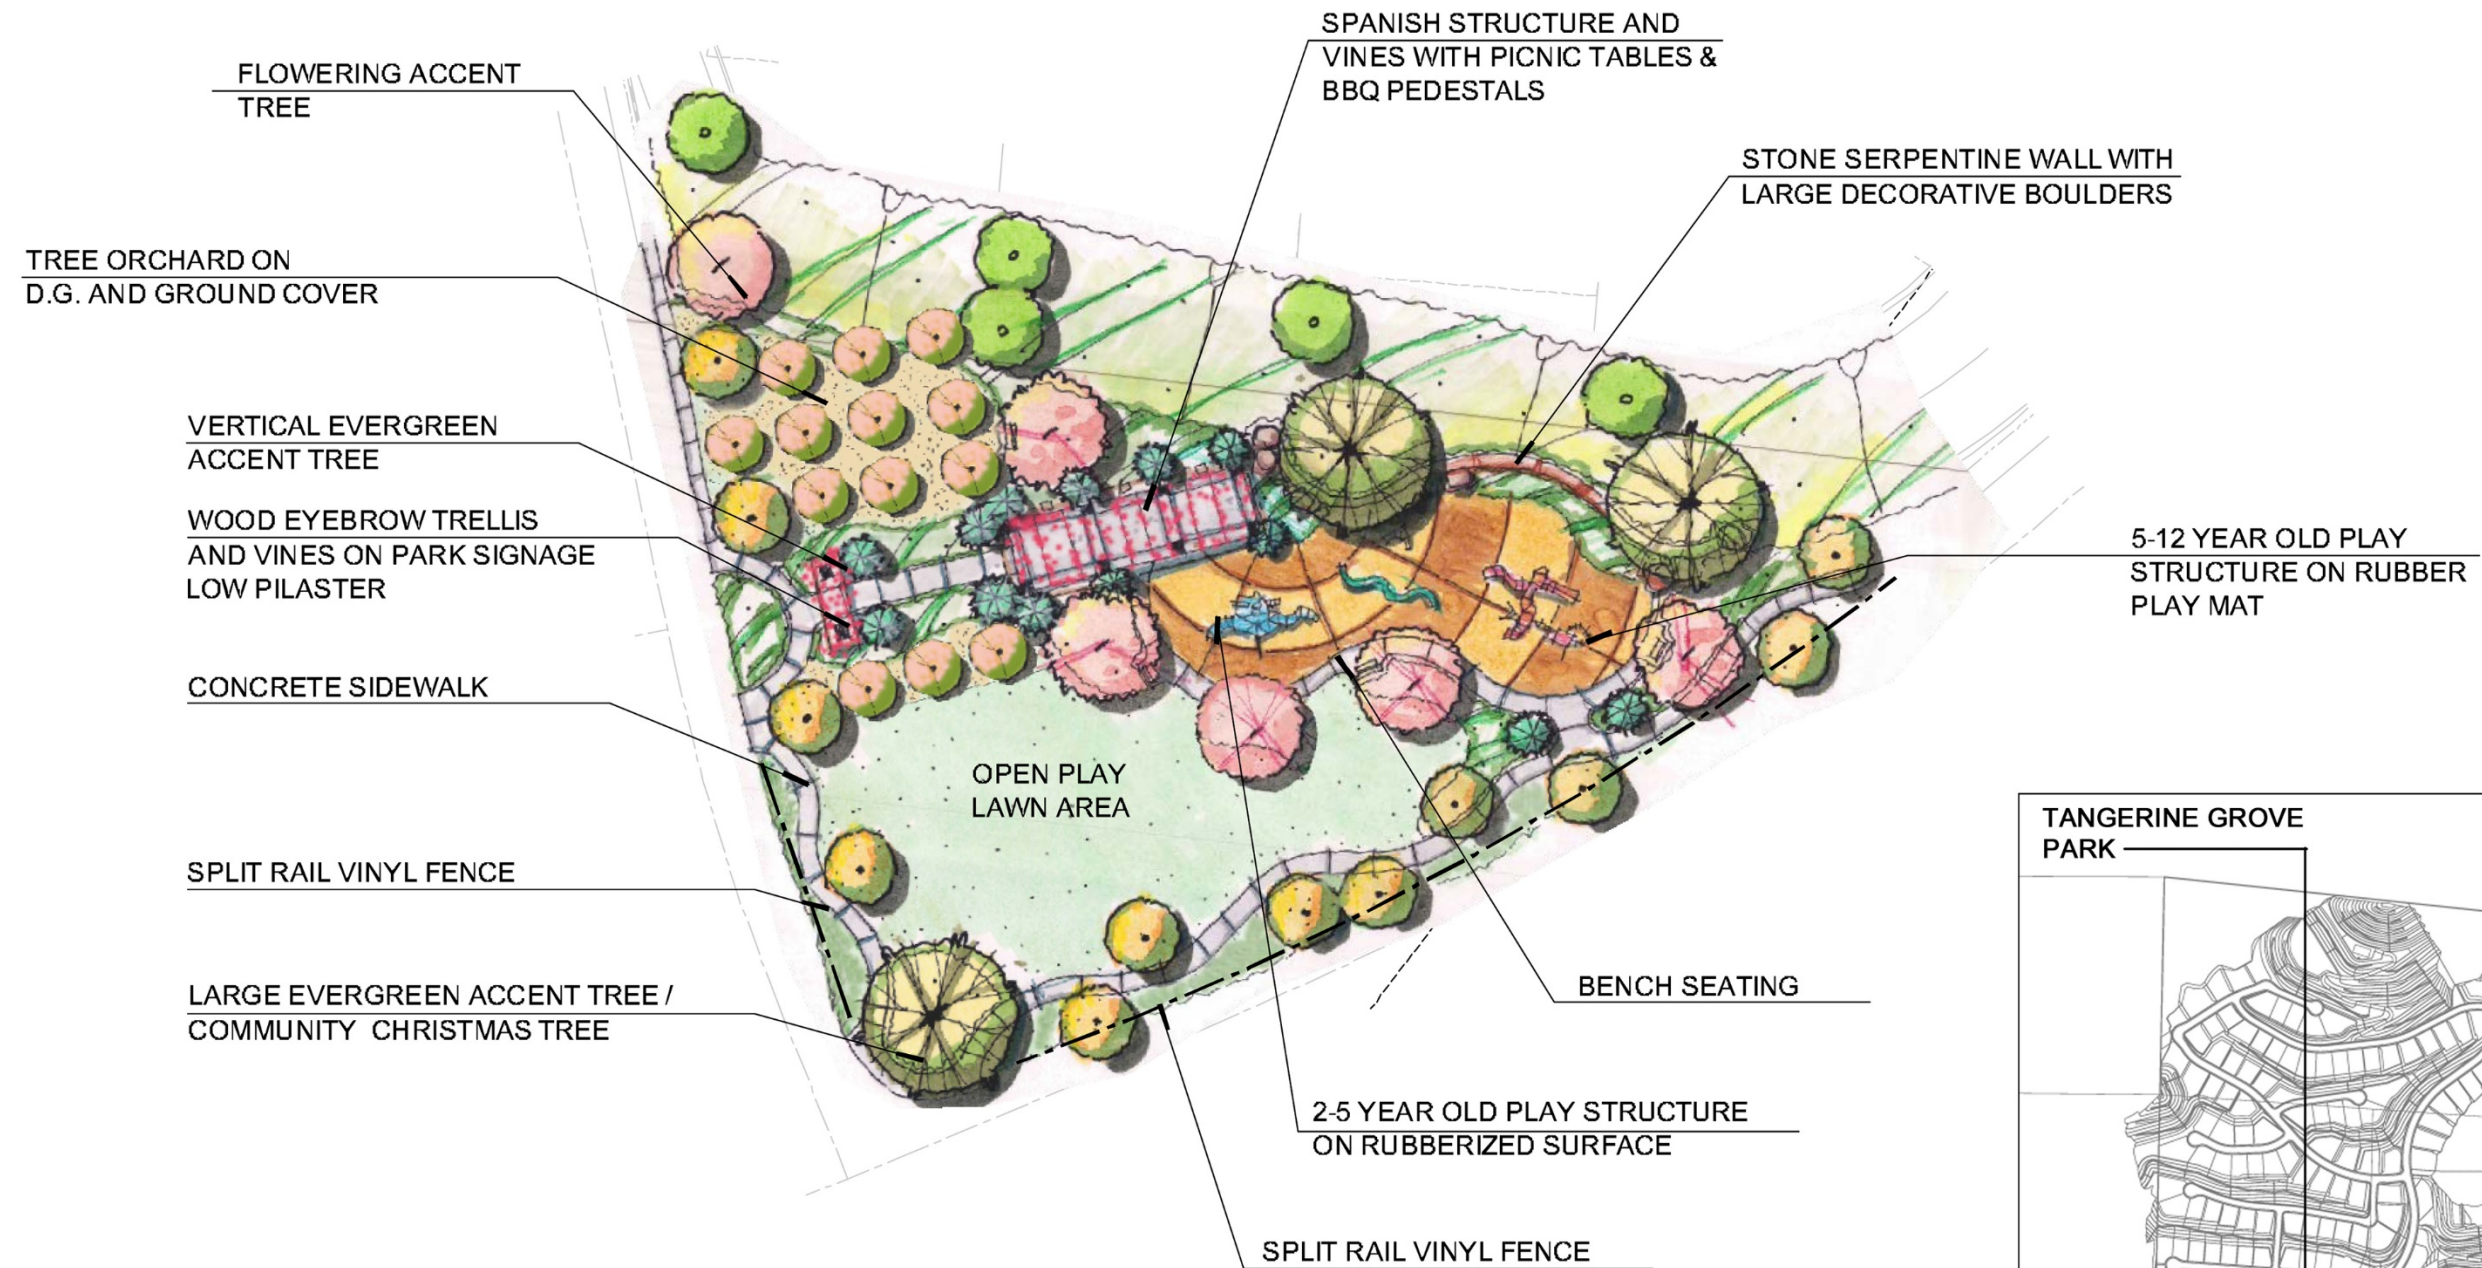 SPANISH STRUCTURE AND
VINES WITH PICNIC TABLES &
BBQ PEDESTALS
FLOWERING ACCENT
TREE
STONE SERPENTINE WALL WITH
LARGE DECORATIVE BOULDERS
TREE ORCHARD ON
D.G. AND GROUND COVER
VERTICAL EVERGREEN
ACCENT TREE
WOOD EYEBROW TRELLIS
AND VINES ON PARK SIGNAGE
LOW PILASTER
5-12 YEAR OLD PLAY
STRUCTURE ON RUBBER
PLAY MAT
CONCRETE SIDEWALK
OPEN PLAY
LAWN AREA
TANGERINE GROVE
PARK
SPLIT RAIL VINYL FENCE
BENCH SEATING
LARGE EVERGREEN ACCENT TREE /
COMMUNITY CHRISTMAS TREE
2-5 YEAR OLD PLAY STRUCTURE
ON RUBBERIZED SURFACE
SPLIT RAIL VINYL FENCE